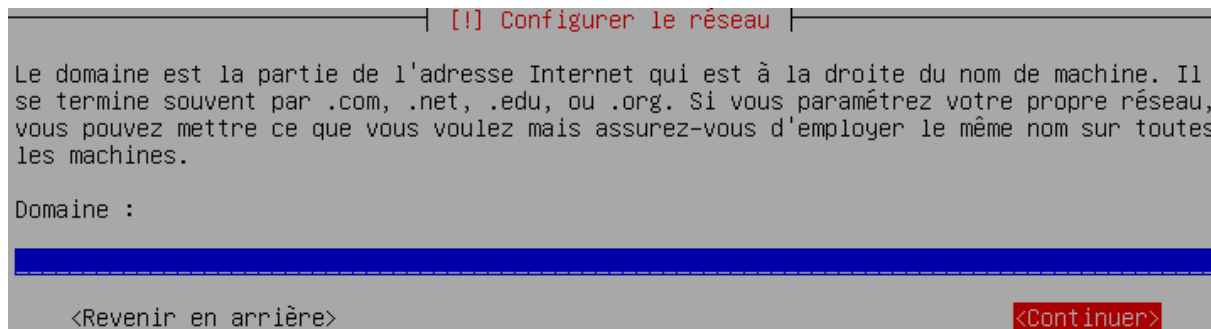 [!] Configurer le réseau
Le domaine est la partie de l'adresse Internet qui est à la droite du nom de machine. Il
se termine souvent par .com, .net, .edu, ou .org. Si vous paramétrez votre propre réseau,
vous pouvez mettre ce que vous voulez mais assurez-vous d'employer le même nom sur toutes
les machines.
Domaine :
<Revenir en arrière> <Continuer>